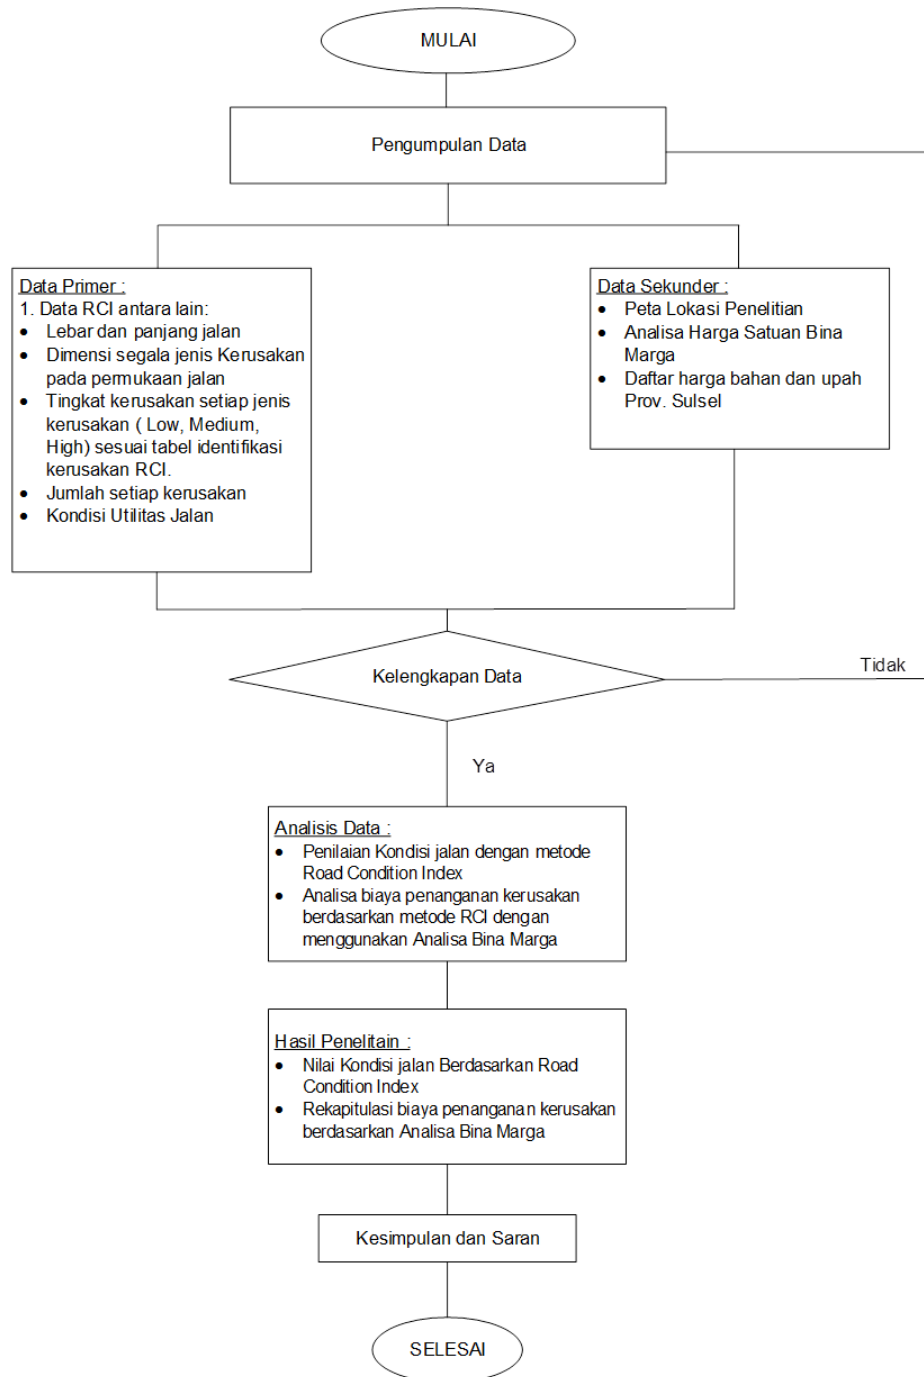 MULAI
Pengumpulan Data
Data Primer :
1. Data RCI antara lain:
• Lebar dan panjang jalan
• Dimensi segala jenis Kerusakan
pada permukaan jalan
• Tingkat kerusakan setiap jenis
kerusakan ( Low, Medium,
High) sesuai tabel identifikasi
kerusakan RCI.
• Jumlah setiap kerusakan
• Kondisi Utilitas Jalan
Data Sekunder :
• Peta Lokasi Penelitian
• Analisa Harga Satuan Bina
Marga
• Daftar harga bahan dan upah
Prov. Sulsel
Kelengkapan Data
Tidak
Ya
Analisis Data :
• Penilaian Kondisi jalan dengan metode
Road Condition Index
• Analisa biaya penanganan kerusakan
berdasarkan metode RCI dengan
menggunakan Analisa Bina Marga
Hasil Penelitain :
• Nilai Kondisi jalan Berdasarkan Road
Condition Index
• Rekapitulasi biaya penanganan kerusakan
berdasarkan Analisa Bina Marga
Kesimpulan dan Saran
SELESAI